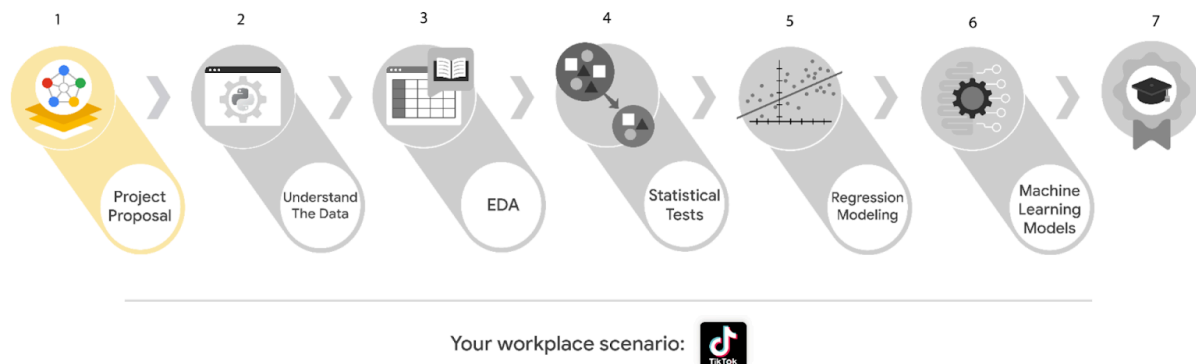 1
2
3
4
5
6
7
Project
Proposal
Understand
The Data
EDA
Statistical
Tests
Regression
Modeling
Machine
Learning
Models
Your workplace scenario:
TikTok